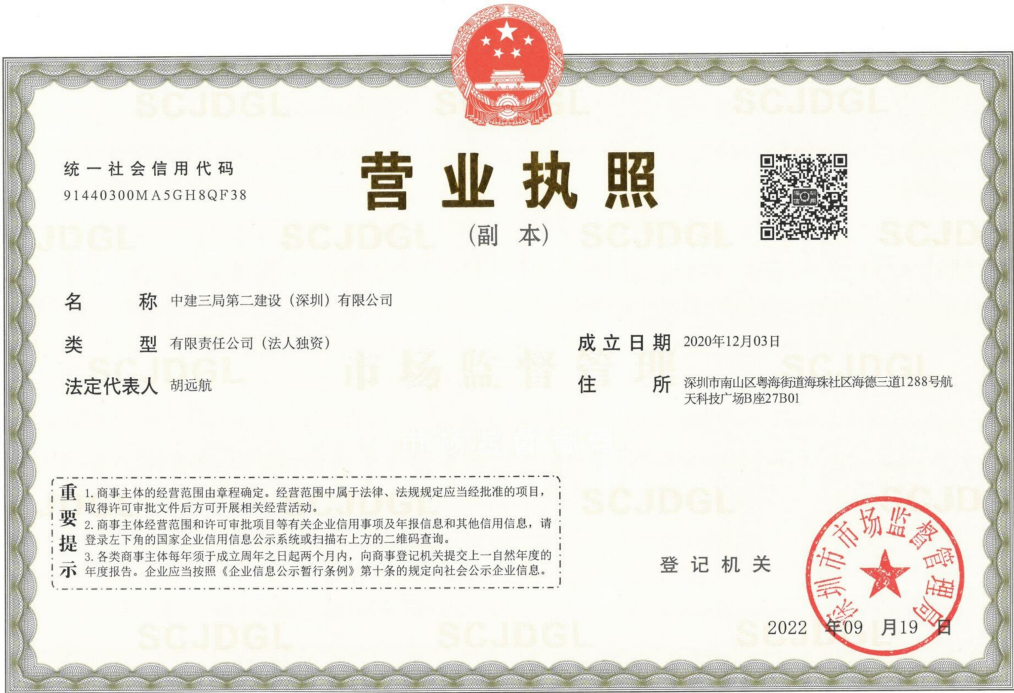 统一社会信用代码
91440300MA5GH8QF38
营业执照
(副 本)
名 称 中建三局第二建设（深圳）有限公司
类 型 有限责任公司（法人独资）
法定代表人 胡远航
成立日期 2020年12月03日
住 所 深圳市南山区粤海街道海珠社区海德三道1288号航
天科技广场B座27B01
重要提示
1. 商事主体的经营范围由章程确定。经营范围中属于法律、法规规定应当经批准的项目，
取得许可审批文件后方可开展相关经营活动。
2. 商事主体经营范围和许可审批项目等有关企业信用事项及年报信息和其他信用信息，请
登录左下角的国家企业信用信息公示系统或扫描右上方的二维码查询。
3. 各类商事主体每年须于成立周年之日起两个月内，向商事登记机关提交上一自然年度的
年度报告。企业应当按照《企业信息公示暂行条例》第十条的规定向社会公示企业信息。
登记机关
深圳市市场监督管理局
2022 年09 月19 日
SCJDGL
市场监督管理